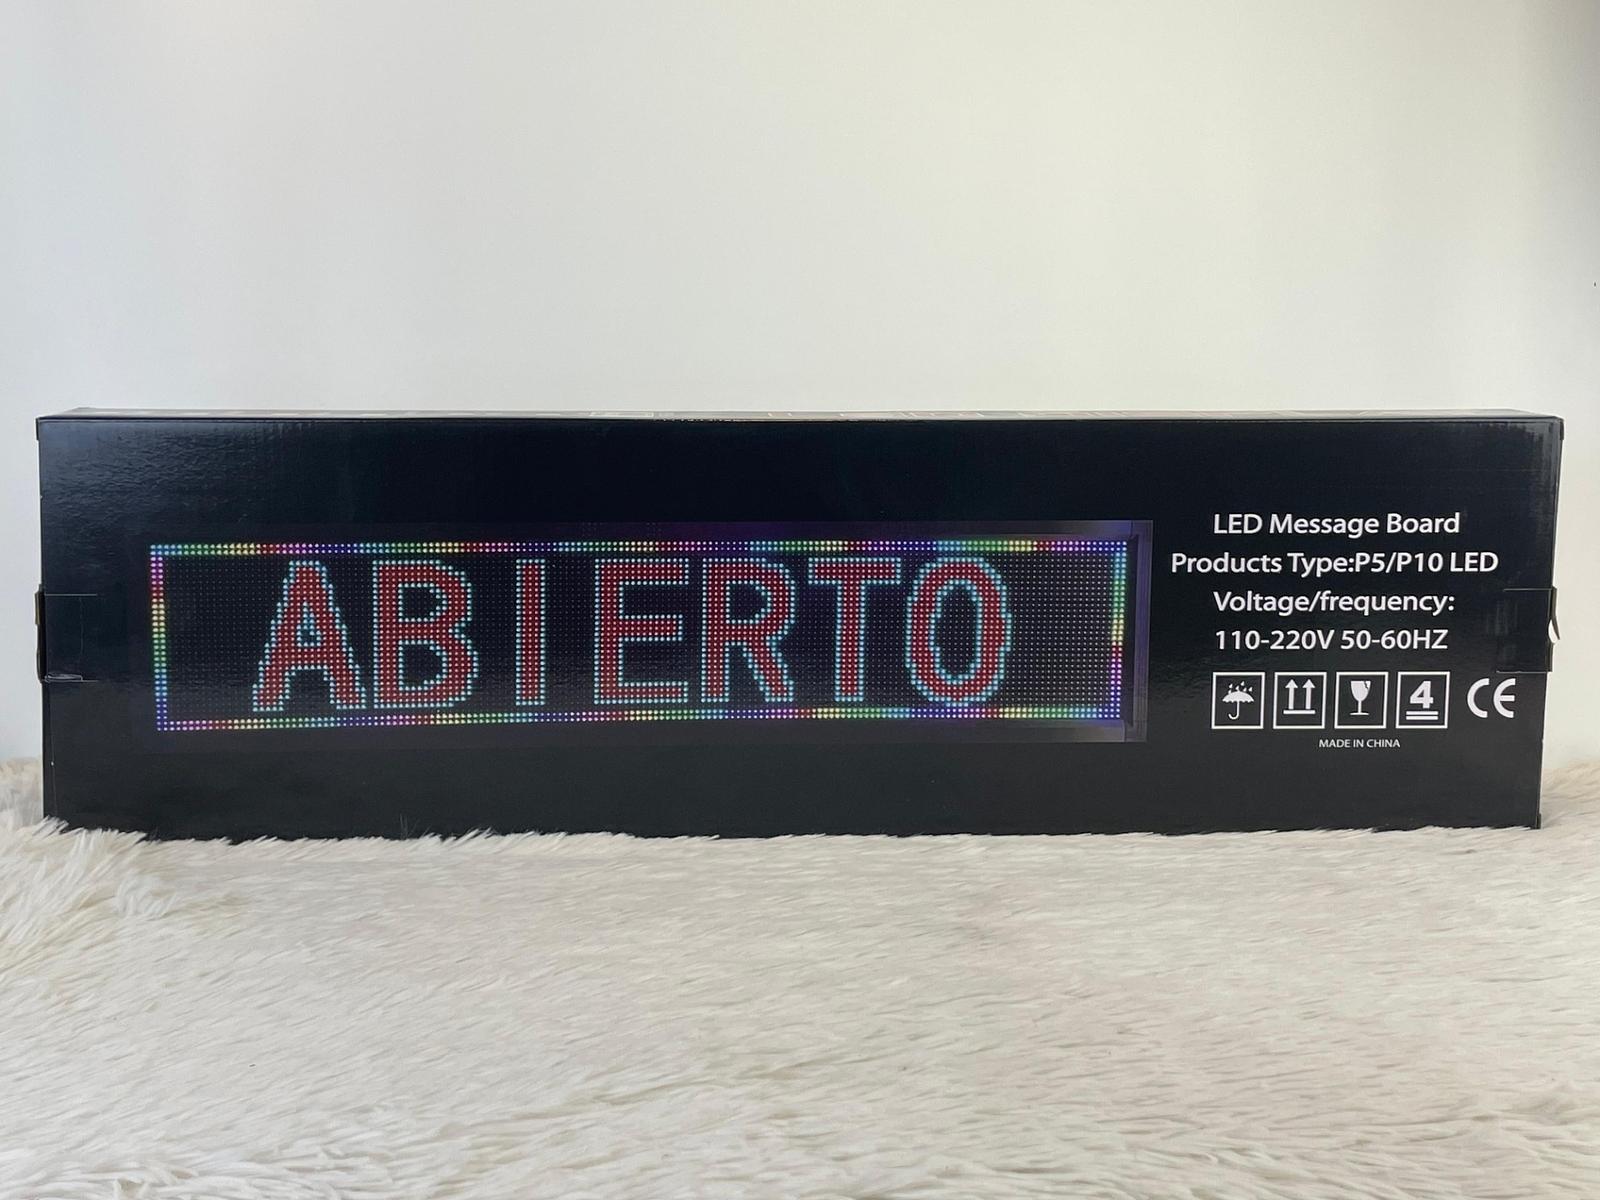 ABIERTO
LED Message Board
Products Type:P5/P10 LED
Voltage/frequency:
110-220V 50-60HZ
4 CE
MADE IN CHINA